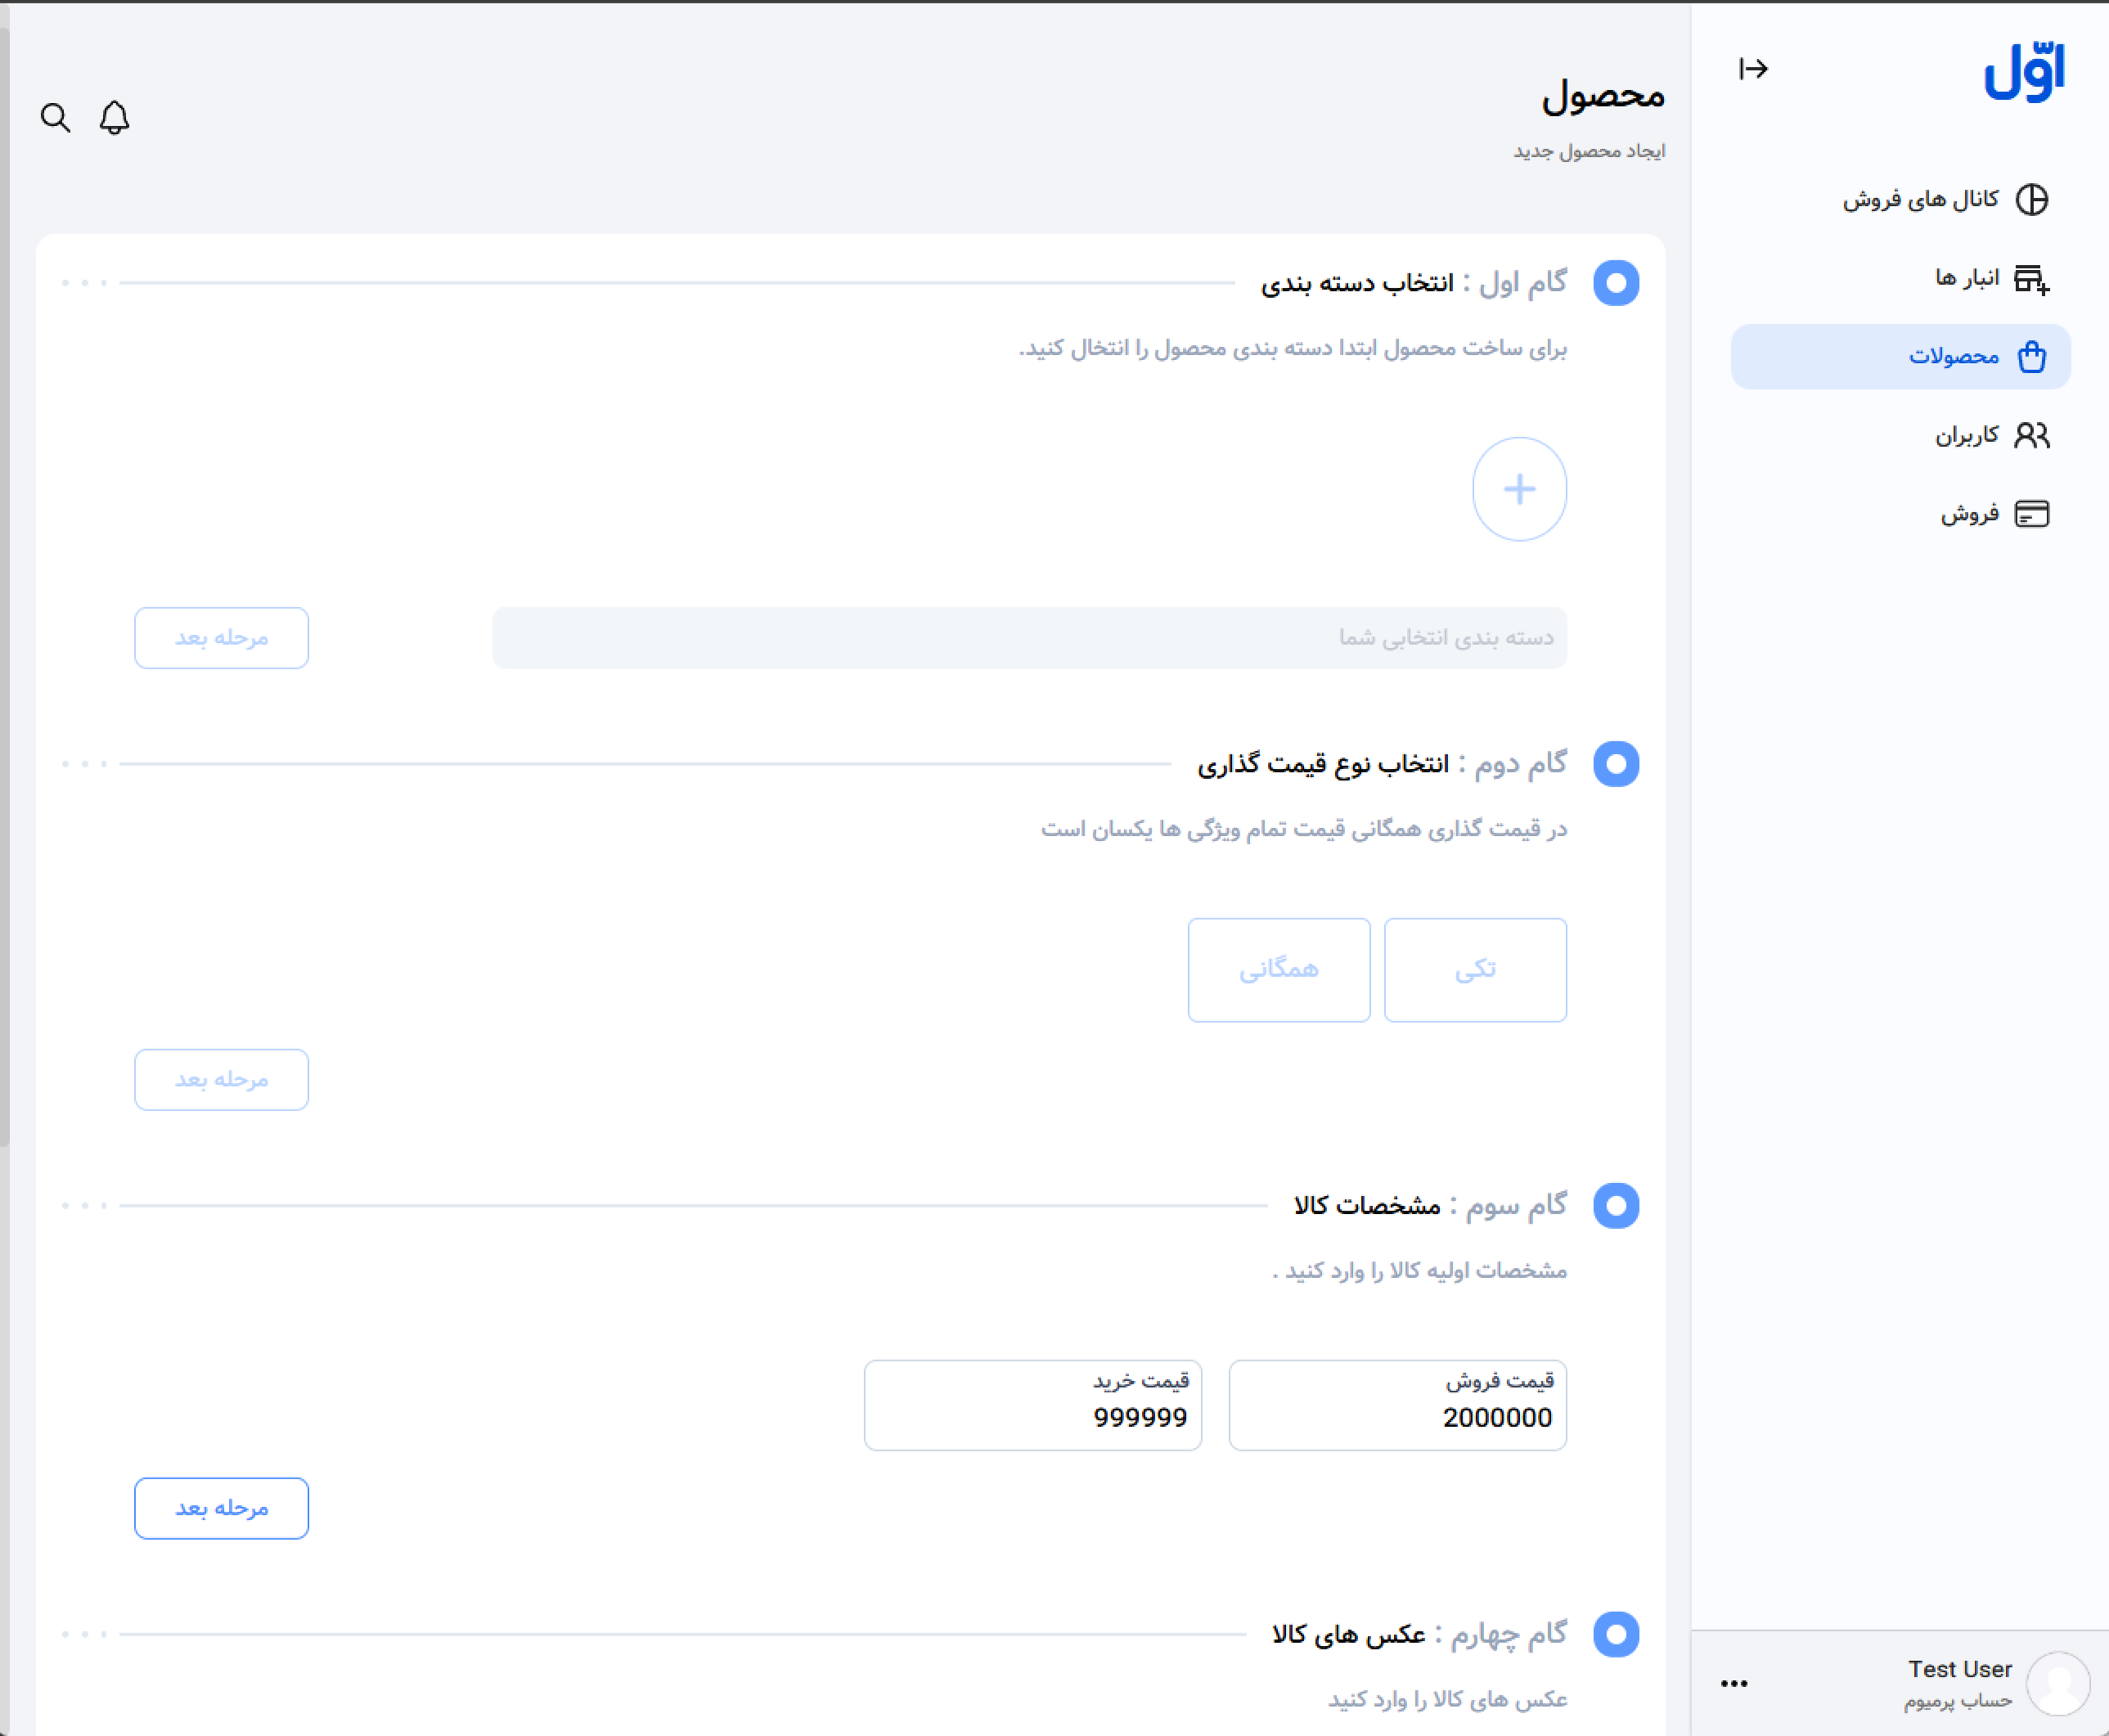 اوّل
کانال های فروش
انبار ها
محصولات
کاربران
فروش
Test User
حساب پرمیوم
محصول
ایجاد محصول جدید
گام اول : انتخاب دسته بندی
برای ساخت محصول ابتدا دسته بندی محصول را انتخال کنید.
دسته بندی انتخابی شما
مرحله بعد
گام دوم : انتخاب نوع قیمت گذاری
در قیمت گذاری همگانی قیمت تمام ویژگی ها یکسان است
تکی
همگانی
مرحله بعد
گام سوم : مشخصات کالا
مشخصات اولیه کالا را وارد کنید .
قیمت فروش
2000000
قیمت خرید
999999
مرحله بعد
گام چهارم : عکس های کالا
عکس های کالا را وارد کنید